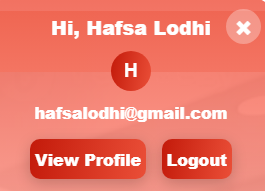 Hi, Hafsa Lodhi ×
H
hafsalodhi@gmail.com
View Profile Logout